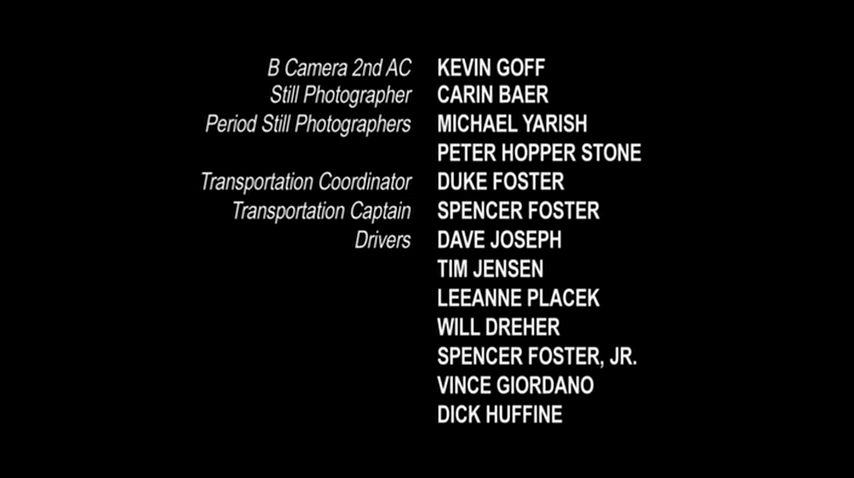 B Camera 2nd AC KEVIN GOFF
Still Photographer CARIN BAER
Period Still Photographers MICHAEL YARISH
PETER HOPPER STONE
Transportation Coordinator DUKE FOSTER
Transportation Captain SPENCER FOSTER
Drivers DAVE JOSEPH
TIM JENSEN
LEEANNE PLACEK
WILL DREHER
SPENCER FOSTER, JR.
VINCE GIORDANO
DICK HUFFINE